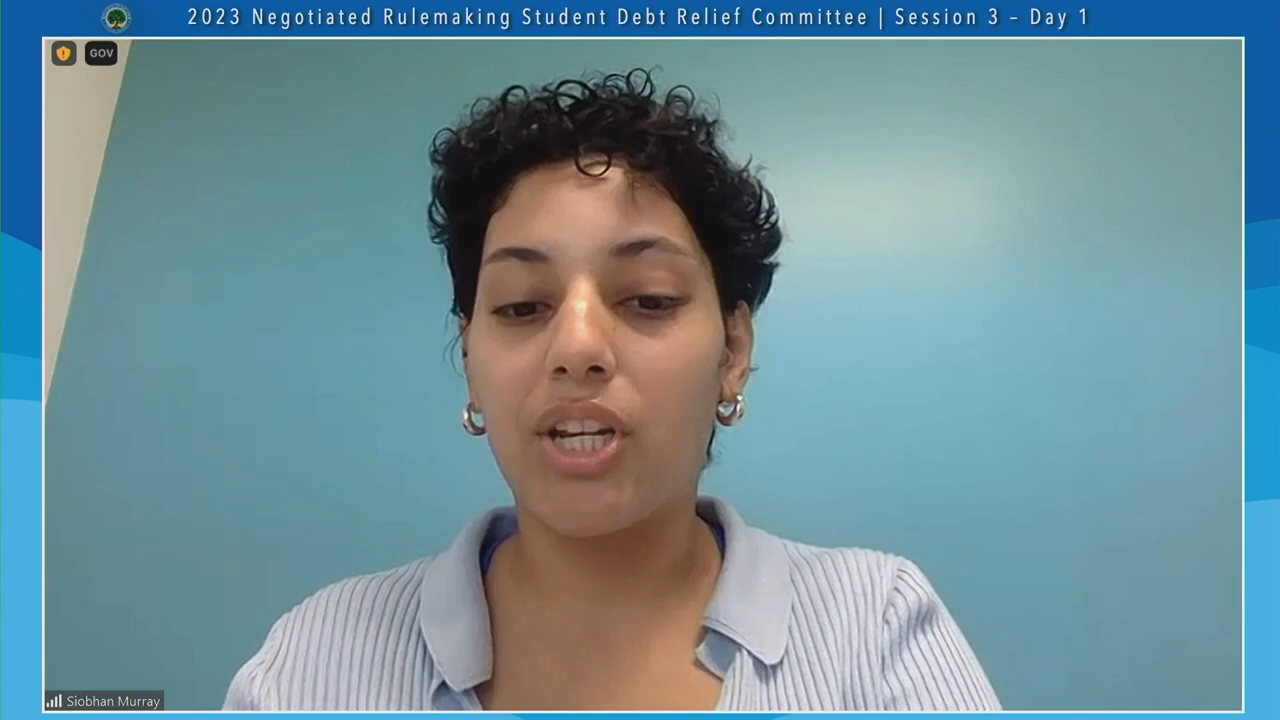 2023 Negotiated Rulemaking Student Debt Relief Committee | Session 3 – Day 1
GOV
Siobhan Murray